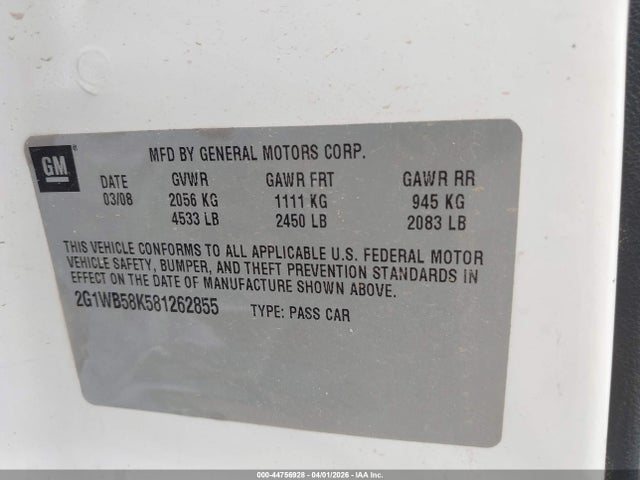 GM ®
MFD BY GENERAL MOTORS CORP.
DATE GVWR GAWR FRT GAWR RR
03/08 2056 KG 1111 KG 945 KG
4533 LB 2450 LB 2083 LB
THIS VEHICLE CONFORMS TO ALL APPLICABLE U.S. FEDERAL MOTOR
VEHICLE SAFETY, BUMPER, AND THEFT PREVENTION STANDARDS IN
EFFECT ON THE DATE OF MANUFACTURE SHOWN ABOVE.
2G1WB58K581262855 TYPE: PASS CAR
000-44756928 - 04/01/2026 - IAA Inc.